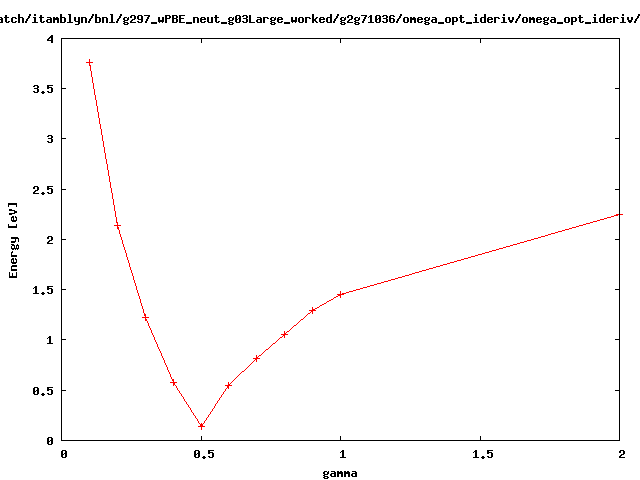 atch/itamblyn/bnl/g297_wPBE_neut_g03Large_worked/g2g71036/omega_opt_ideriv/omega_opt_ideriv/
4
3.5
3
2.5
2
1.5
1
0.5
0
Energy [eV]
0 0.5 1 1.5 2
gamma